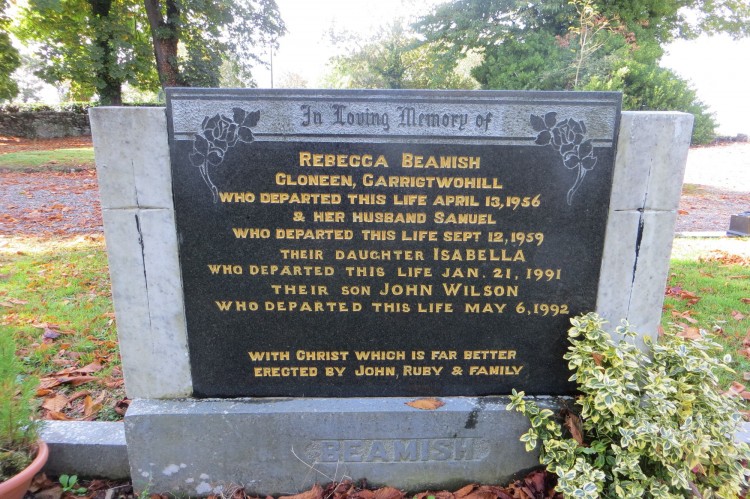 In Loving Memory of
REBECCA BEAMISH
CLONEEN, CARRIGTWOHILL
WHO DEPARTED THIS LIFE APRIL 13, 1956
& HER HUSBAND SAMUEL
WHO DEPARTED THIS LIFE SEPT 12, 1959
THEIR DAUGHTER ISABELLA
WHO DEPARTED THIS LIFE JAN. 21, 1991
THEIR SON JOHN WILSON
WHO DEPARTED THIS LIFE MAY 6, 1992
WITH CHRIST WHICH IS FAR BETTER
ERECTED BY JOHN, RUBY & FAMILY
BEAMISH